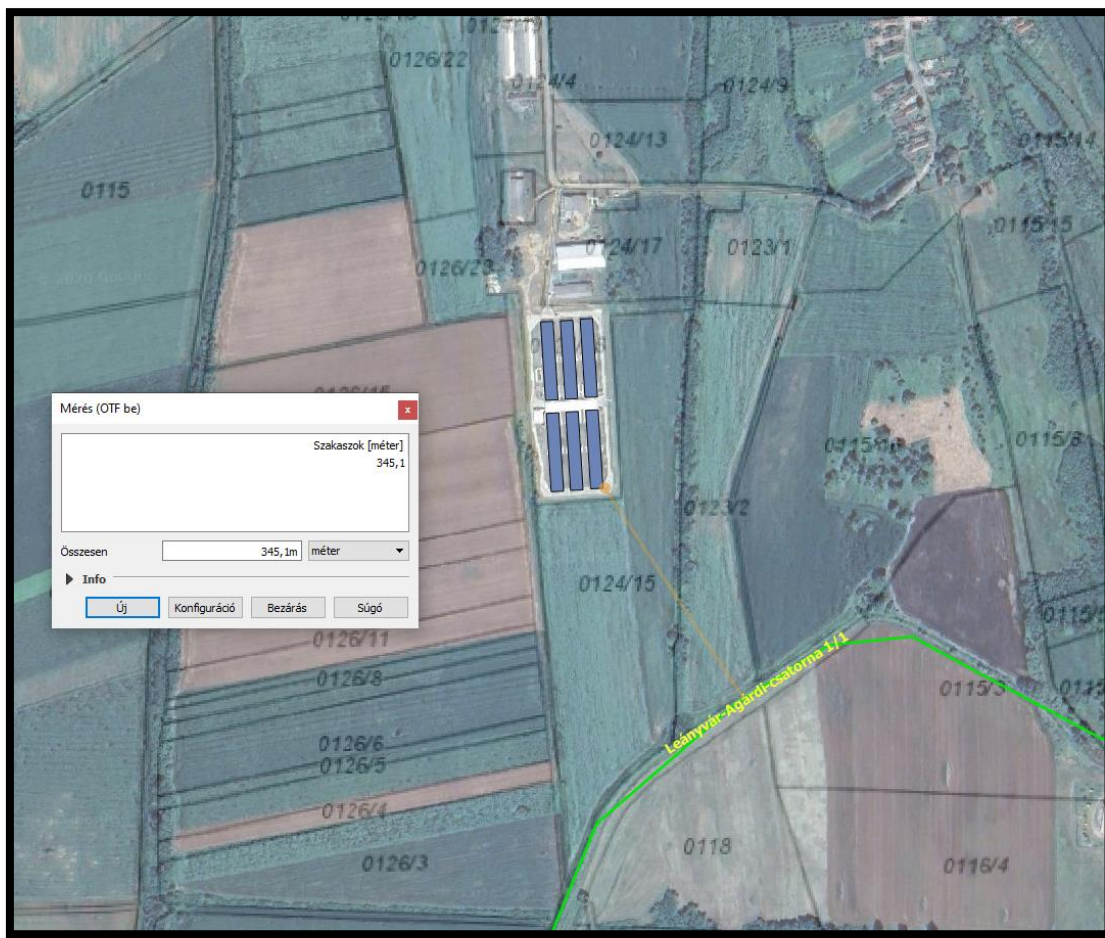 0126/22
0124/4
0124/9
0124/13
0115/14
0115
0115/15
0124/17
0123/1
0126/23
Mérés (OTF be)
x
Szakaszok [méter]
345,1
Összesen
345,1m
méter
Info
Új
Konfiguráció
Bezárás
Súgó
0115/8
0123/2
0124/15
0126/11
0126/8
Leányvár-Agárdi-csatorna 1/1
0115/3
0126/6
0126/5
0126/4
0118
0126/3
0116/4